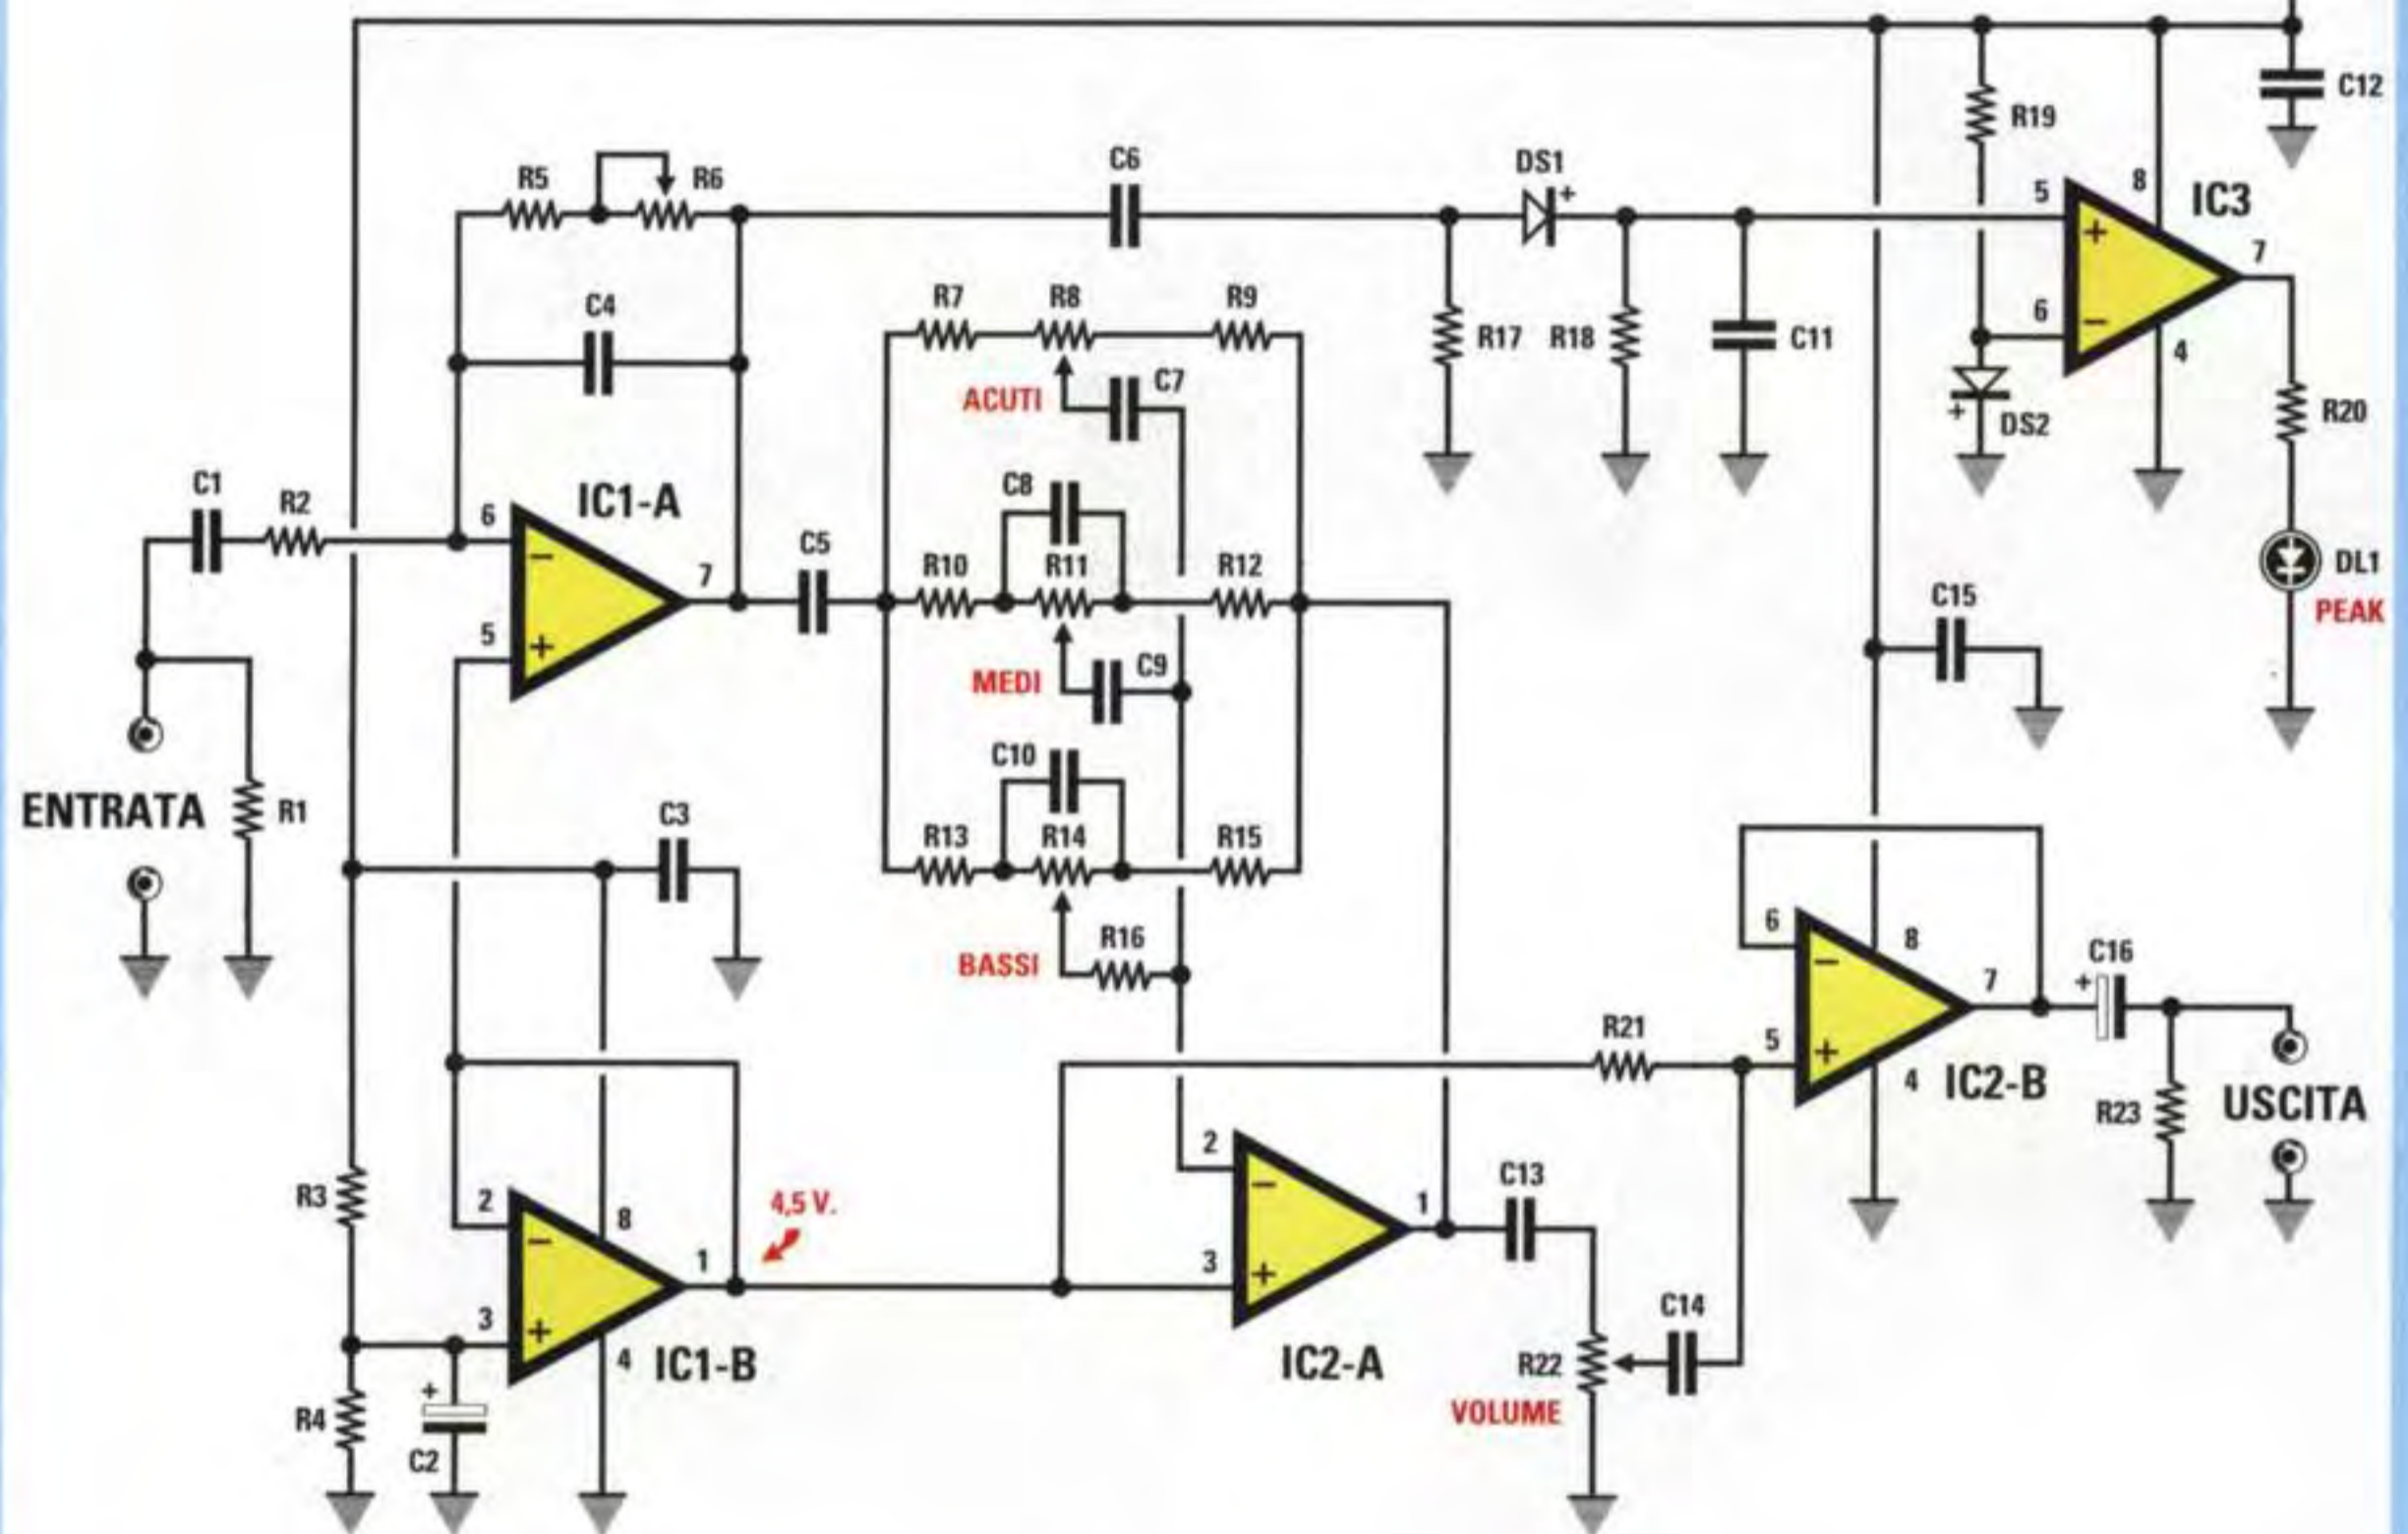 C12
R19
C6
DS1
+
R5
R6
5
8
IC3
+
7
R7
R8
R9
C4
6
−
R17
R18
C11
4
ACUTI
C7
+
DS2
R20
C1
R2
6
IC1-A
C8
−
C5
R10
R11
R12
DL1
PEAK
7
C15
5
+
MEDI
C9
C10
ENTRATA
R1
C3
R13
R14
R15
6
8
BASSI
R16
−
C16
+
7
R21
5
+
4
IC2-B
R23
USCITA
2
C13
−
R3
2
4,5 V.
1
8
−
1
3
+
C14
3
+
4
IC1-B
IC2-A
R22
+
VOLUME
R4
C2